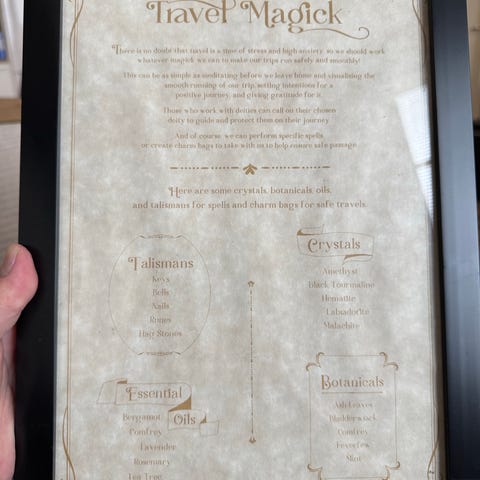 Travel Magick
There is no doubt that travel is a time of stress and high anxiety, so we should work
whatever magick we can to make our trips run safely and smoothly!
This can be as simple as meditating before we leave home and visualising the
smooth running of our trip, setting intentions for a
positive journey, and giving gratitude for it.
Those who work with deities can call on their chosen
deity to guide and protect them on their journey
And of course, we can perform specific spells
or create charm bags to take with us to help ensure safe passage.
Here are some crystals, botanicals, oils,
and talismans for spells and charm bags for safe travels.
Talismans
Keys
Bells
Nails
Runes
Hag Stones
Crystals
Amethyst
Black Tourmaline
Hematite
Labradorite
Malachite
Essential
Oils
Bergamot
Comfrey
Lavender
Rosemary
Tea Tree
Botanicals
Ash Leaves
Bladderwrack
Comfrey
Feverfew
Mint